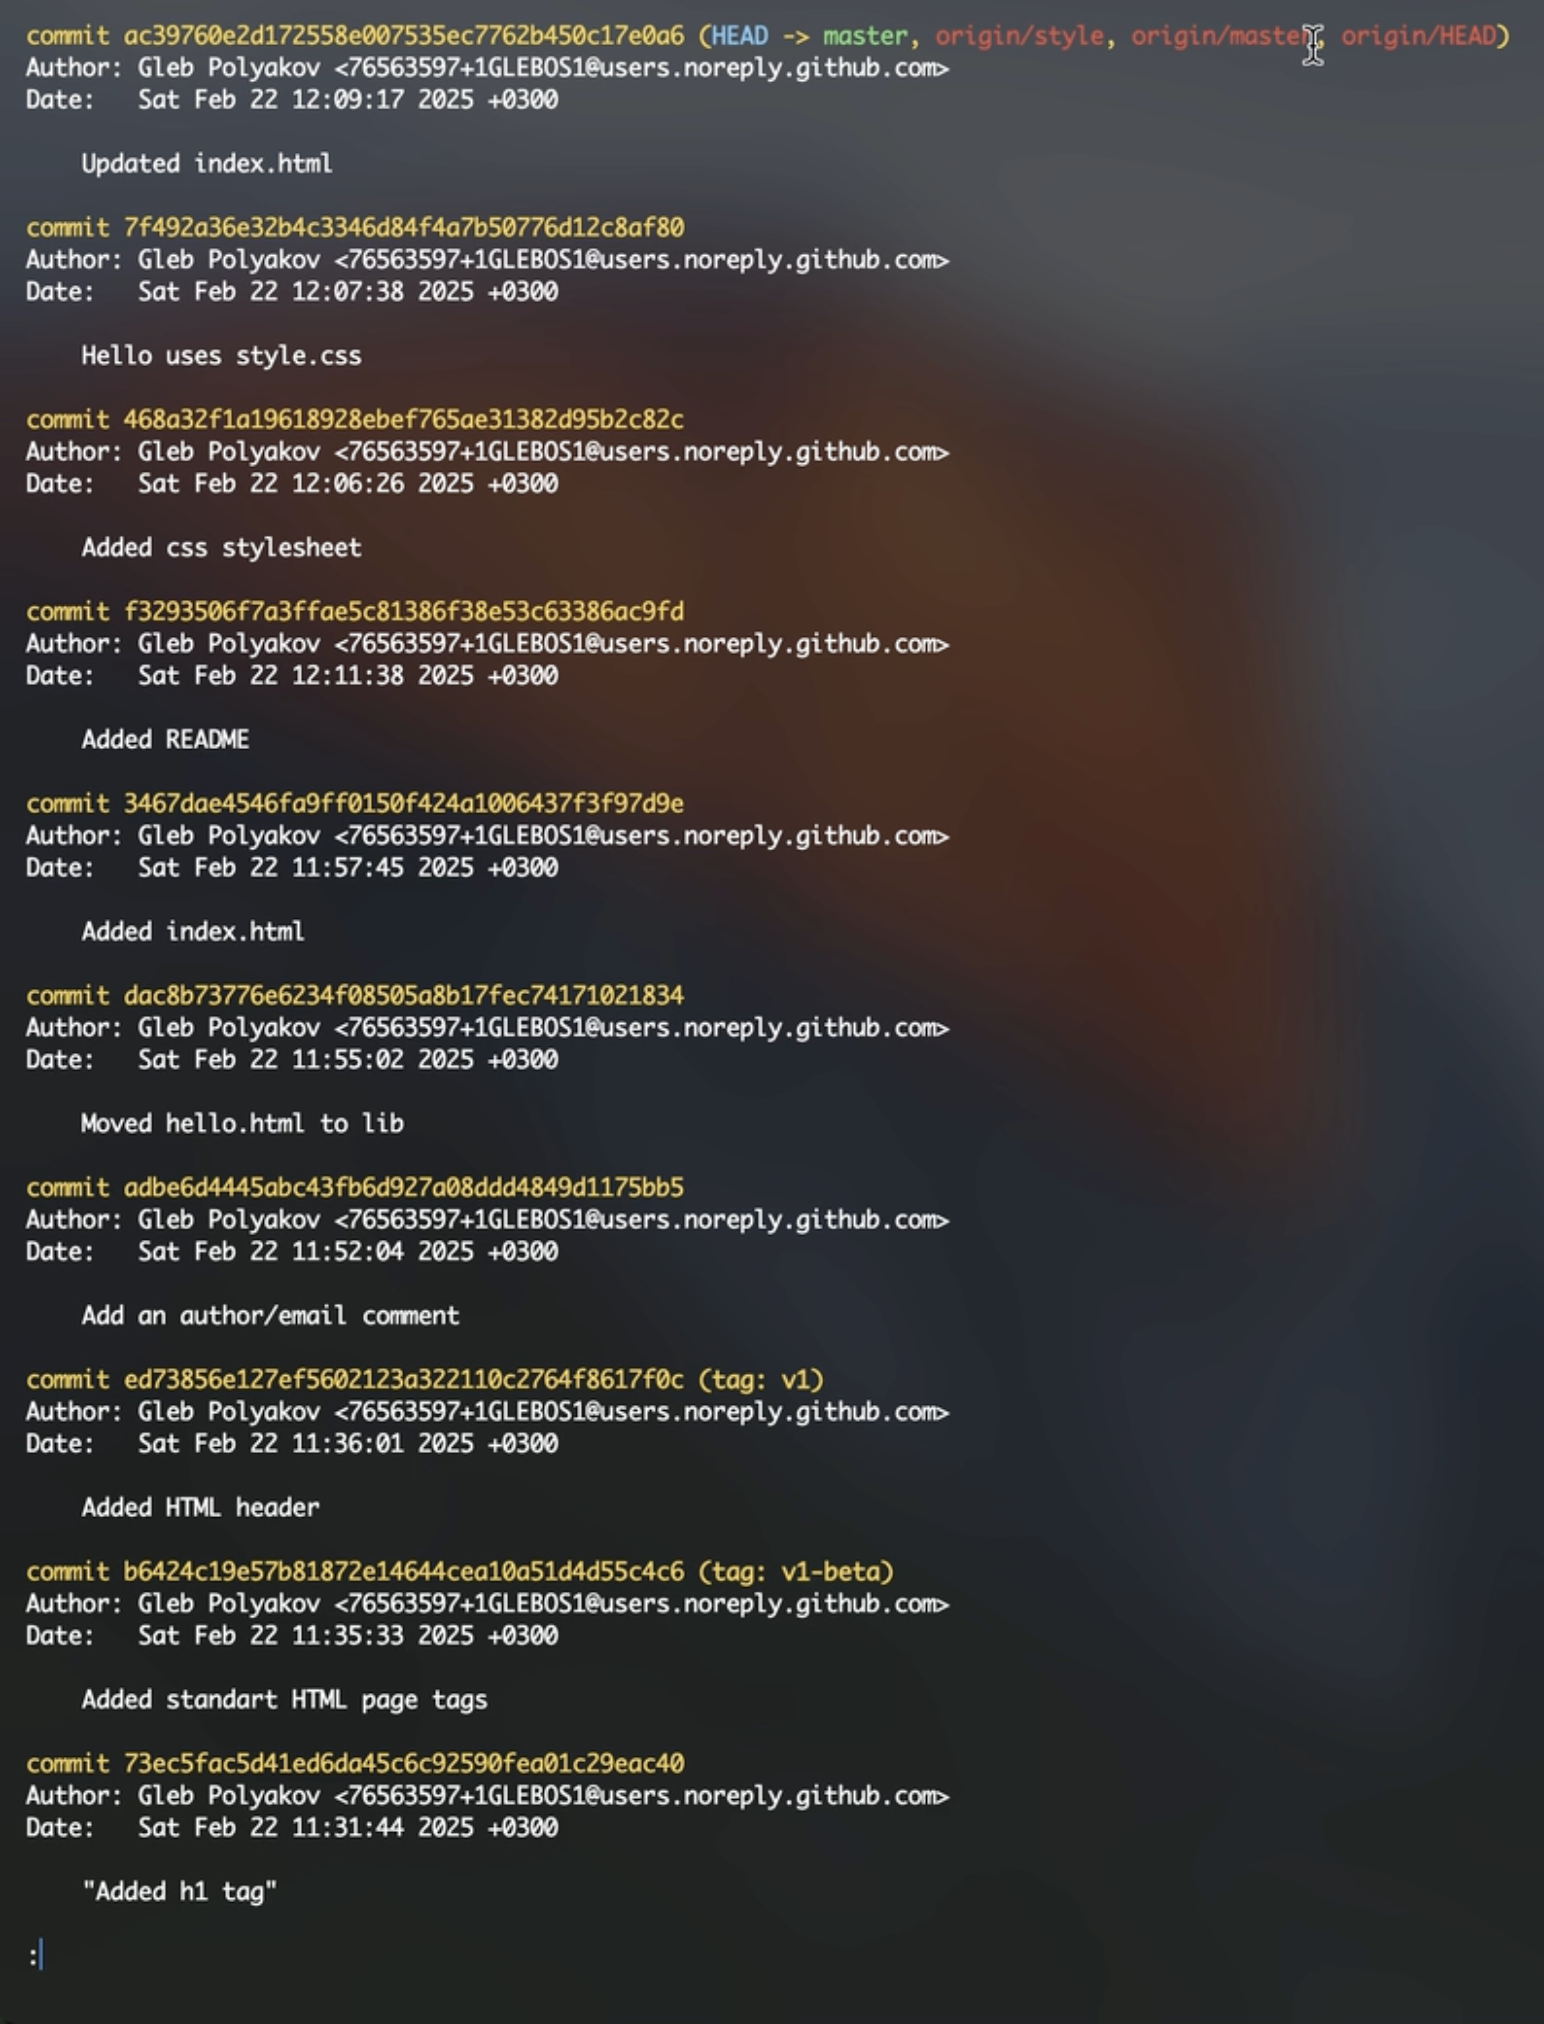 commit ac39760e2d172558e007535ec7762b450c17e0a6 (HEAD -> master, origin/style, origin/master, origin/HEAD)
Author: Gleb Polyakov <76563597+1GLEBOS1@users.noreply.github.com>
Date:   Sat Feb 22 12:09:17 2025 +0300
Updated index.html
commit 7f492a36e32b4c3346d84f4a7b50776d12c8af80
Author: Gleb Polyakov <76563597+1GLEBOS1@users.noreply.github.com>
Date:   Sat Feb 22 12:07:38 2025 +0300
Hello uses style.css
commit 468a32f1a19618928ebef765ae31382d95b2c82c
Author: Gleb Polyakov <76563597+1GLEBOS1@users.noreply.github.com>
Date:   Sat Feb 22 12:06:26 2025 +0300
Added css stylesheet
commit f3293506f7a3ffae5c81386f38e53c63386ac9fd
Author: Gleb Polyakov <76563597+1GLEBOS1@users.noreply.github.com>
Date:   Sat Feb 22 12:11:38 2025 +0300
Added README
commit 3467dae4546fa9ff0150f424a1006437f3f97d9e
Author: Gleb Polyakov <76563597+1GLEBOS1@users.noreply.github.com>
Date:   Sat Feb 22 11:57:45 2025 +0300
Added index.html
commit dac8b73776e6234f08505a8b17fec74171021834
Author: Gleb Polyakov <76563597+1GLEBOS1@users.noreply.github.com>
Date:   Sat Feb 22 11:55:02 2025 +0300
Moved hello.html to lib
commit adbe6d4445abc43fb6d927a08ddd4849d1175bb5
Author: Gleb Polyakov <76563597+1GLEBOS1@users.noreply.github.com>
Date:   Sat Feb 22 11:52:04 2025 +0300
Add an author/email comment
commit ed73856e127ef5602123a322110c2764f8617f0c (tag: v1)
Author: Gleb Polyakov <76563597+1GLEBOS1@users.noreply.github.com>
Date:   Sat Feb 22 11:36:01 2025 +0300
Added HTML header
commit b6424c19e57b81872e14644cea10a51d4d55c4c6 (tag: v1-beta)
Author: Gleb Polyakov <76563597+1GLEBOS1@users.noreply.github.com>
Date:   Sat Feb 22 11:35:33 2025 +0300
Added standart HTML page tags
commit 73ec5fac5d41ed6da45c6c92590fea01c29eac40
Author: Gleb Polyakov <76563597+1GLEBOS1@users.noreply.github.com>
Date:   Sat Feb 22 11:31:44 2025 +0300
"Added h1 tag"
: